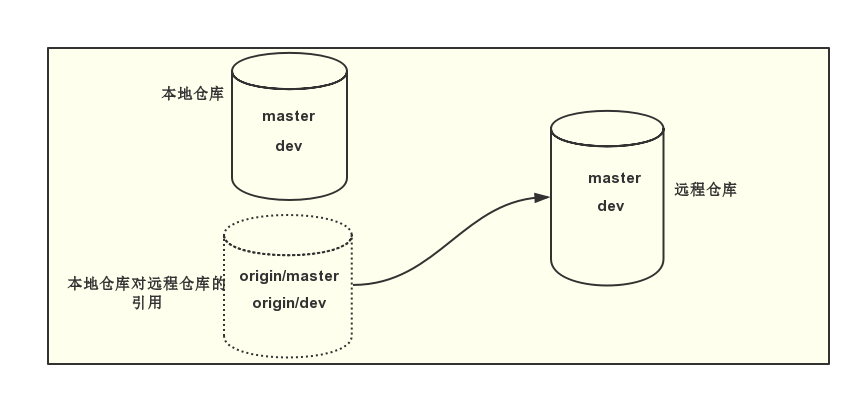 本地仓库
master
dev
本地仓库对远程仓库的
引用
origin/master
origin/dev
master
dev
远程仓库